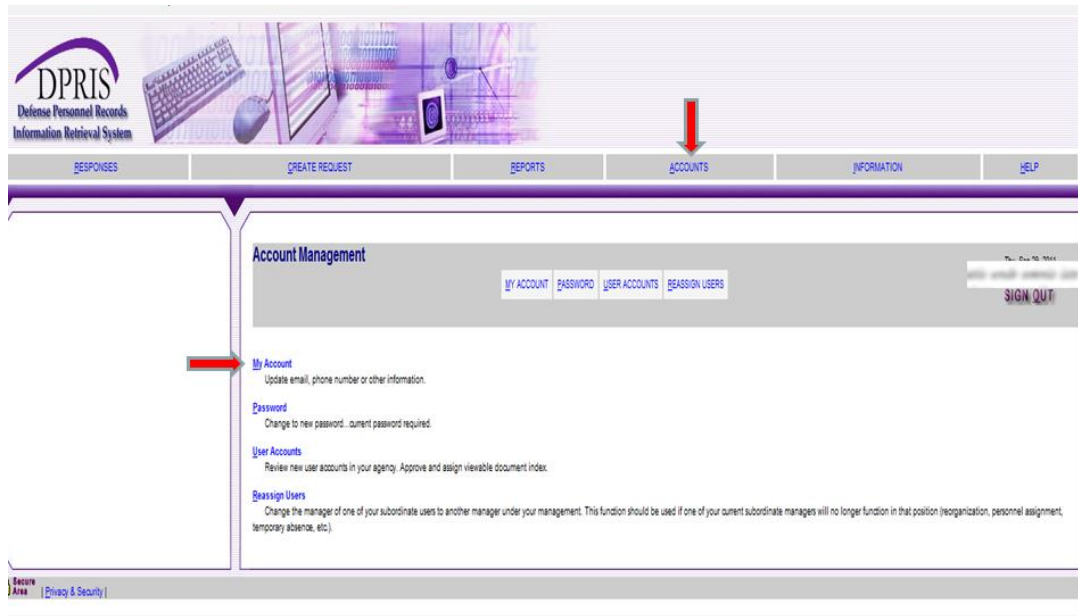 DPRIS
Defense Personnel Records
Information Retrieval System
RESPONSES CREATE REQUEST REPORTS ACCOUNTS INFORMATION HELP
Account Management
Thu, Sep 29, 2011
MY ACCOUNT PASSWORD USER ACCOUNTS REASSIGN USERS
SIGN OUT
My Account
Update email, phone number or other information.
Password
Change to new password...current password required.
User Accounts
Review new user accounts in your agency. Approve and assign viewable document index.
Reassign Users
Change the manager of one of your subordinate users to another manager under your management. This function should be used if one of your current subordinate managers will no longer function in that position (reorganization, personnel assignment,
temporary absence, etc.).
Secure
Area | Privacy & Security |